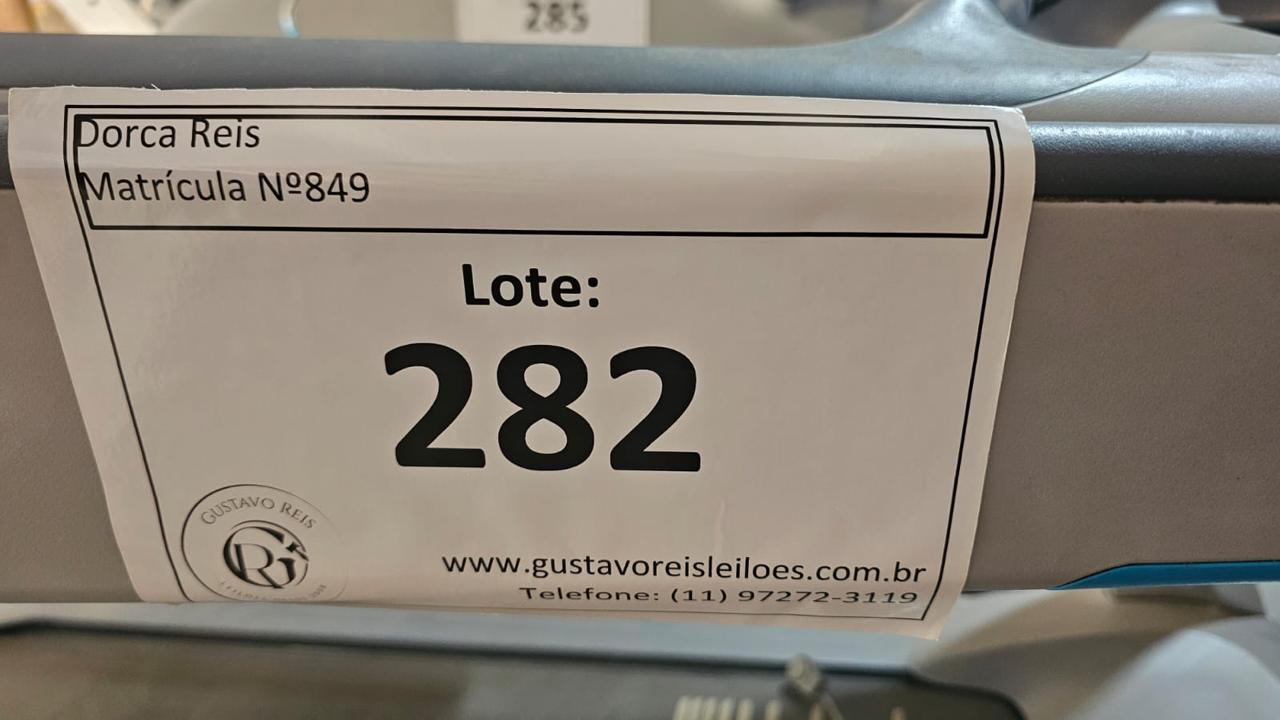 285
Dorca Reis
Matrícula Nº849
Lote:
282
GUSTAVO REIS
GR
www.gustavoreisleiloes.com.br
Telefone: (11) 97272-3119